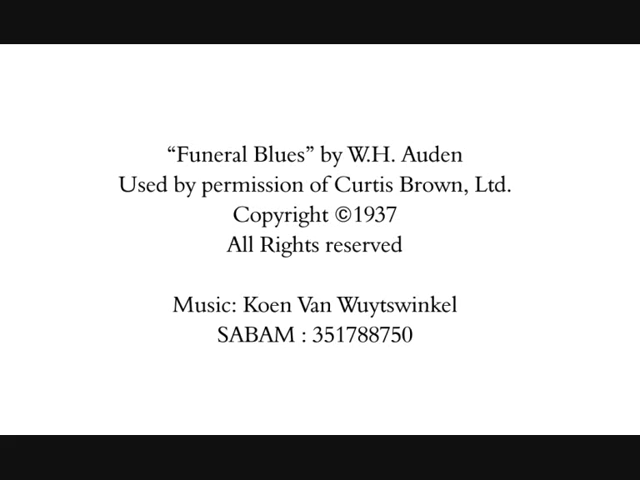 “Funeral Blues” by W.H. Auden
Used by permission of Curtis Brown, Ltd.
Copyright ©1937
All Rights reserved
Music: Koen Van Wuytswinkel
SABAM : 351788750